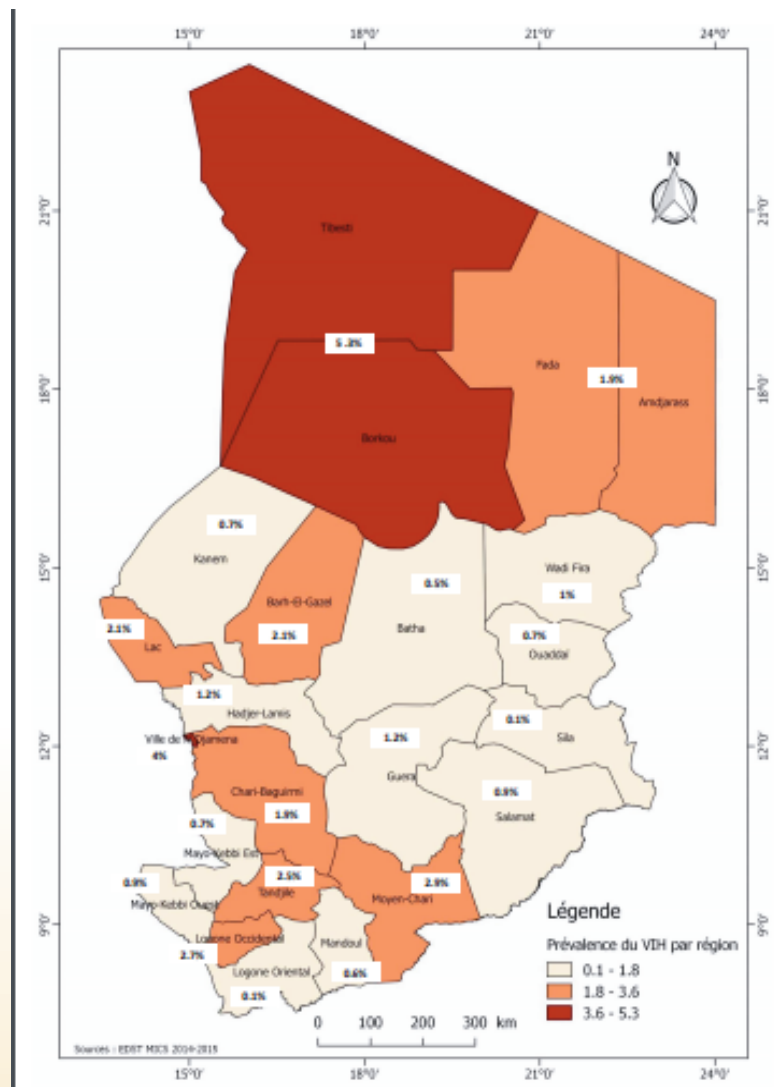 15°0' 18°0' 21°0' 24°0'
N
21°0' 21°0'
Tibesti
5.3%
Fada
18°0' 1.9% 18°0'
Amdjarass
Borkou
0.7%
Kanem
15°0' Wadi Fira 15°0'
0.5% 1%
Barh-El-Gazel
2.1% 2.1% Batha 0.7%
Lac Ouaddaï
1.2% 0.1%
Hadjer-Lamis
Ville de N'Djamena 1.2% Sila
12°0' 4% 12°0'
Guera
Chari-Baguirmi 0.9%
1.9% Salamat
0.7%
Mayo-Kebbi Est
2.5% 2.9%
0.9% Tandjile Moyen-Chari
Mayo-Kebbi Ouest
9°0' Légende 9°0'
Logone Occidental Mandoul
2.7% Prévalence du VIH par région
Logone Oriental 0.6% 0.1 - 1.8
0.1% 1.8 - 3.6
3.6 - 5.3
0 100 200 300 km
Sources : EDST MICS 2014-2015
15°0' 18°0' 21°0' 24°0'